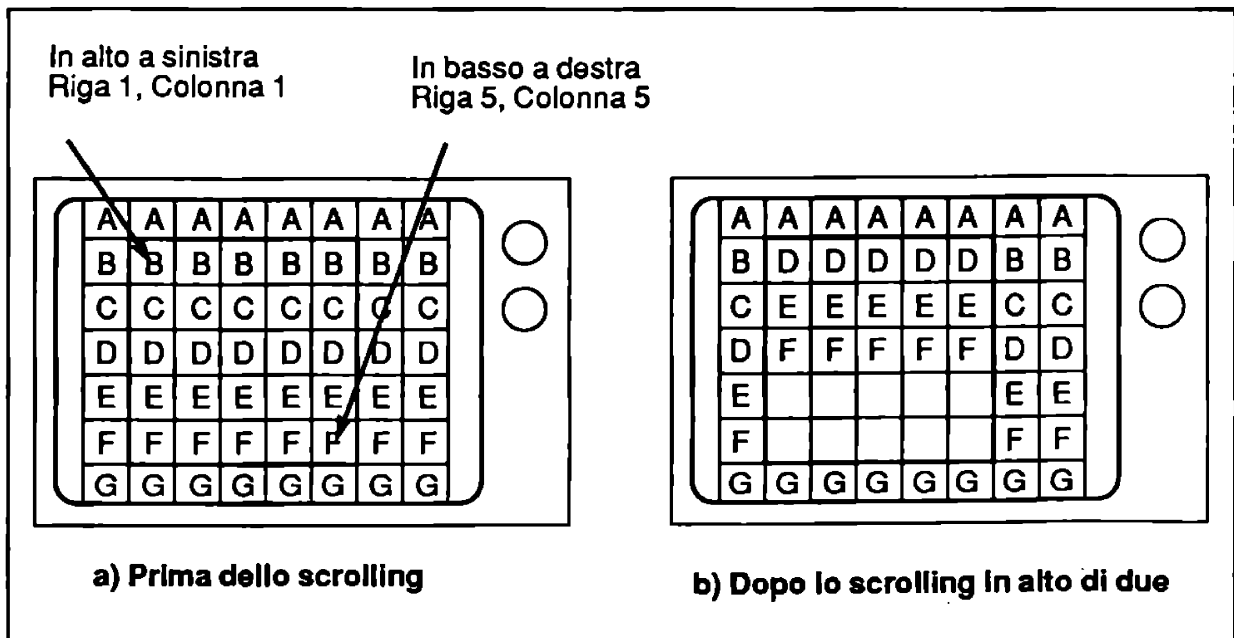 In alto a sinistra
Riga 1, Colonna 1
In basso a destra
Riga 5, Colonna 5
A A A A A A A A
B B B B B B B B
C C C C C C C C
D D D D D D D D
E E E E E E E E
F F F F F F F F
G G G G G G G G
a) Prima dello scrolling
A A A A A A A A
B D D D D D B B
C E E E E E C C
D F F F F F D D
E E E
F F F
G G G G G G G G
b) Dopo lo scrolling in alto di due